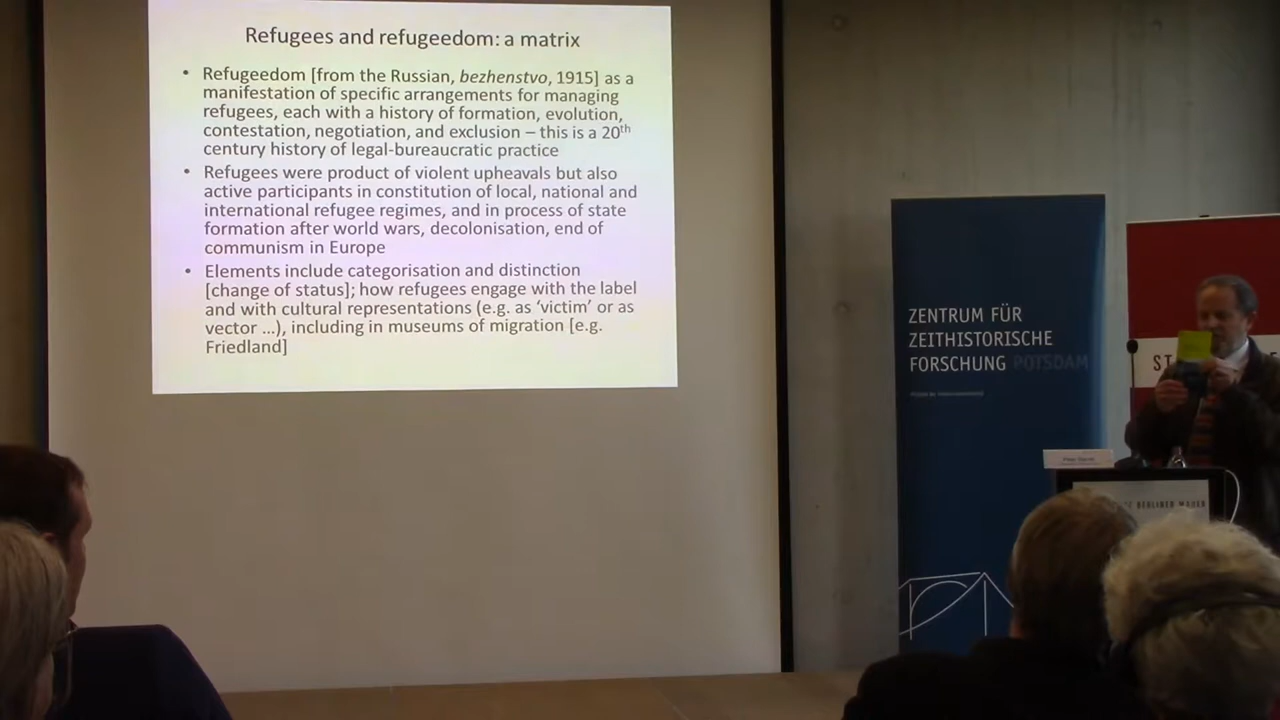 Refugees and refugeedom: a matrix
• Refugeedom [from the Russian, bezhenstvo, 1915] as a
manifestation of specific arrangements for managing
refugees, each with a history of formation, evolution,
contestation, negotiation, and exclusion – this is a 20th
century history of legal-bureaucratic practice
• Refugees were product of violent upheavals but also
active participants in constitution of local, national and
international refugee regimes, and in process of state
formation after world wars, decolonisation, end of
communism in Europe
• Elements include categorisation and distinction
[change of status]; how refugees engage with the label
and with cultural representations (e.g. as ‘victim’ or as
vector ...), including in museums of migration [e.g.
Friedland]
ZENTRUM FÜR
ZEITHISTORISCHE
FORSCHUNG POTSDAM
ST
BERLINER MAUER